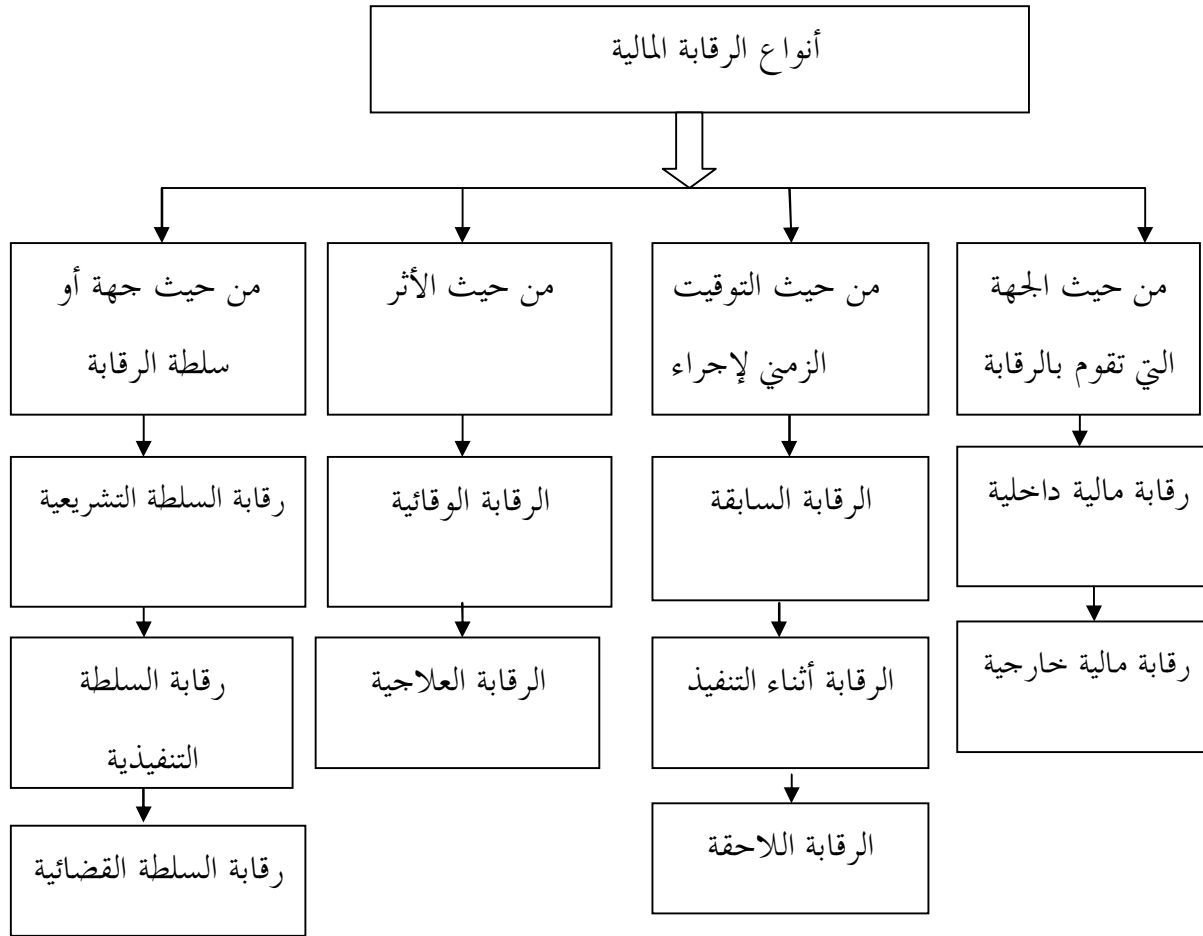 أنواع الرقابة المالية
من حيث الجهة
التي تقوم بالرقابة
من حيث التوقيت
الزمني لإجراء
من حيث الأثر
من حيث جهة أو
سلطة الرقابة
رقابة مالية داخلية
الرقابة السابقة
الرقابة الوقائية
رقابة السلطة التشريعية
رقابة مالية خارجية
الرقابة أثناء التنفيذ
الرقابة العلاجية
رقابة السلطة
التنفيذية
الرقابة اللاحقة
رقابة السلطة القضائية